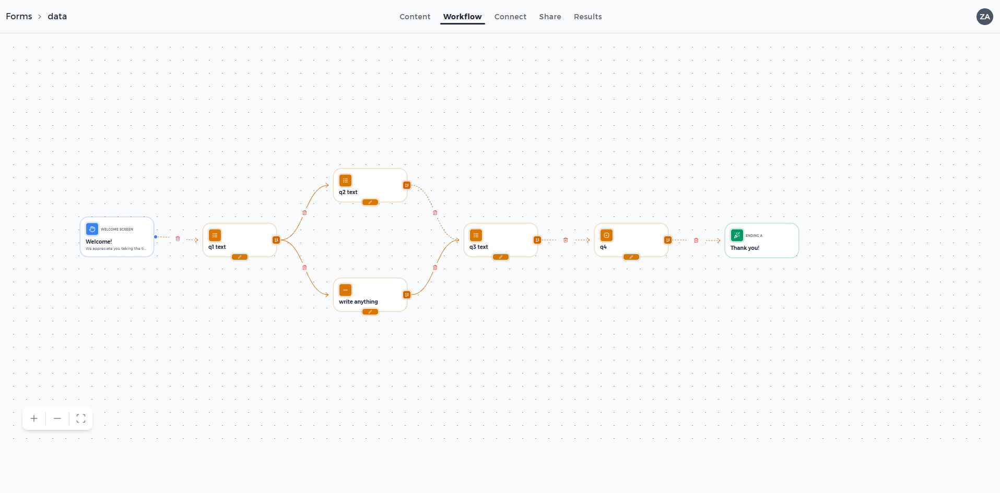 Forms > data
Content Workflow Connect Share Results
ZA
q2 text
WELCOME SCREEN
Welcome!
We appreciate you taking the ti...
q1 text
q3 text
q4
ENDING A
Thank you!
write anything